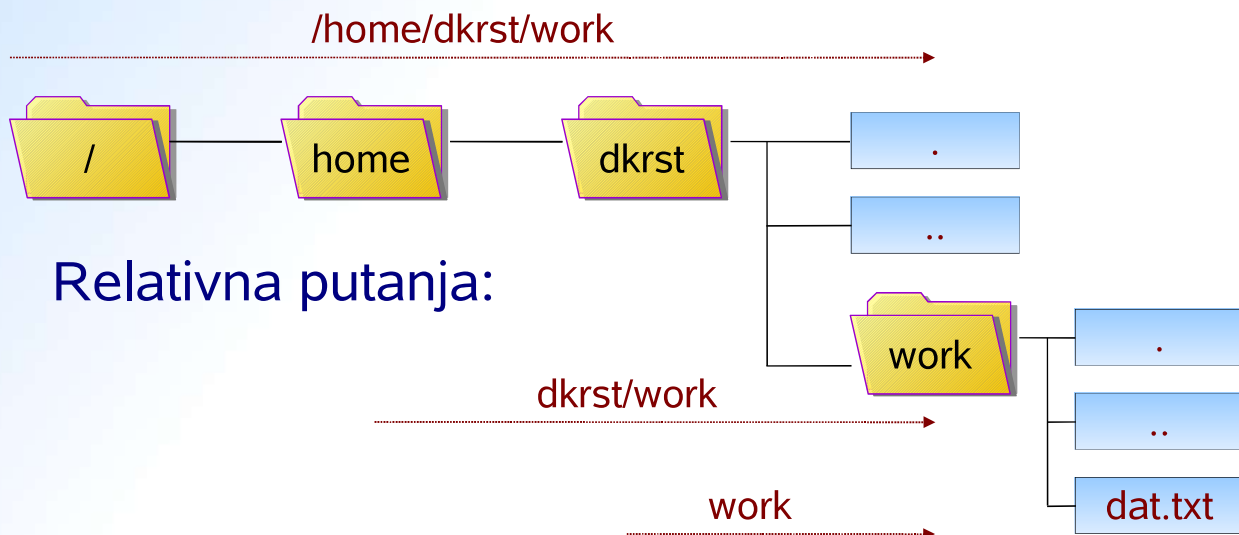 /home/dkrst/work
/ home dkrst .
..
Relativna putanja:
work .
dkrst/work
..
work dat.txt